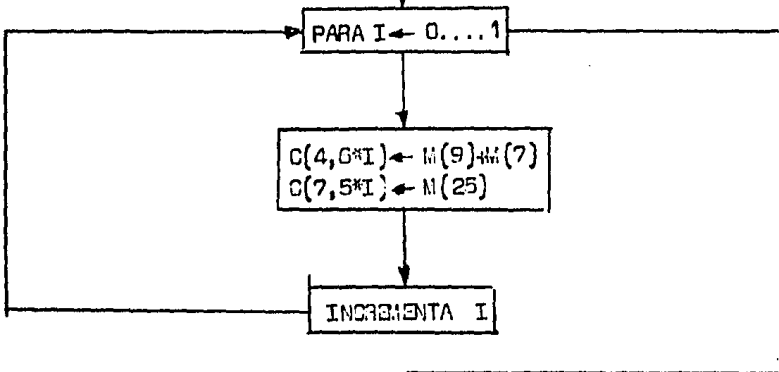 PARA I← 0....1
C(4,6*I)← M(9)+M(7)
C(7,5*I)← M(25)
INCREMENTA I